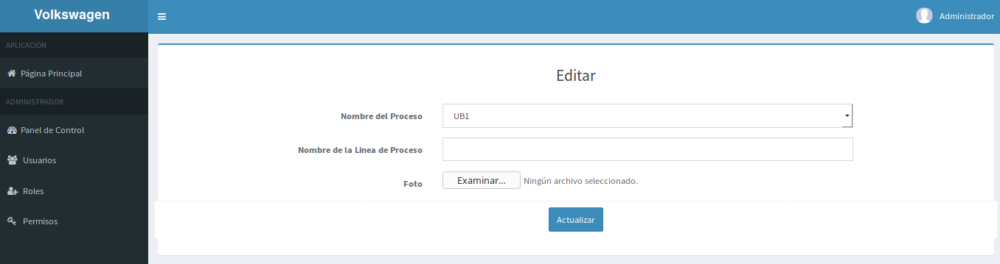 Volkswagen
Administrador
APLICACIÓN
Página Principal
ADMINISTRADOR
Panel de Control
Usuarios
Roles
Permisos
Editar
Nombre del Proceso
UB1
Nombre de la Linea de Proceso
Foto
Examinar... Ningún archivo seleccionado.
Actualizar